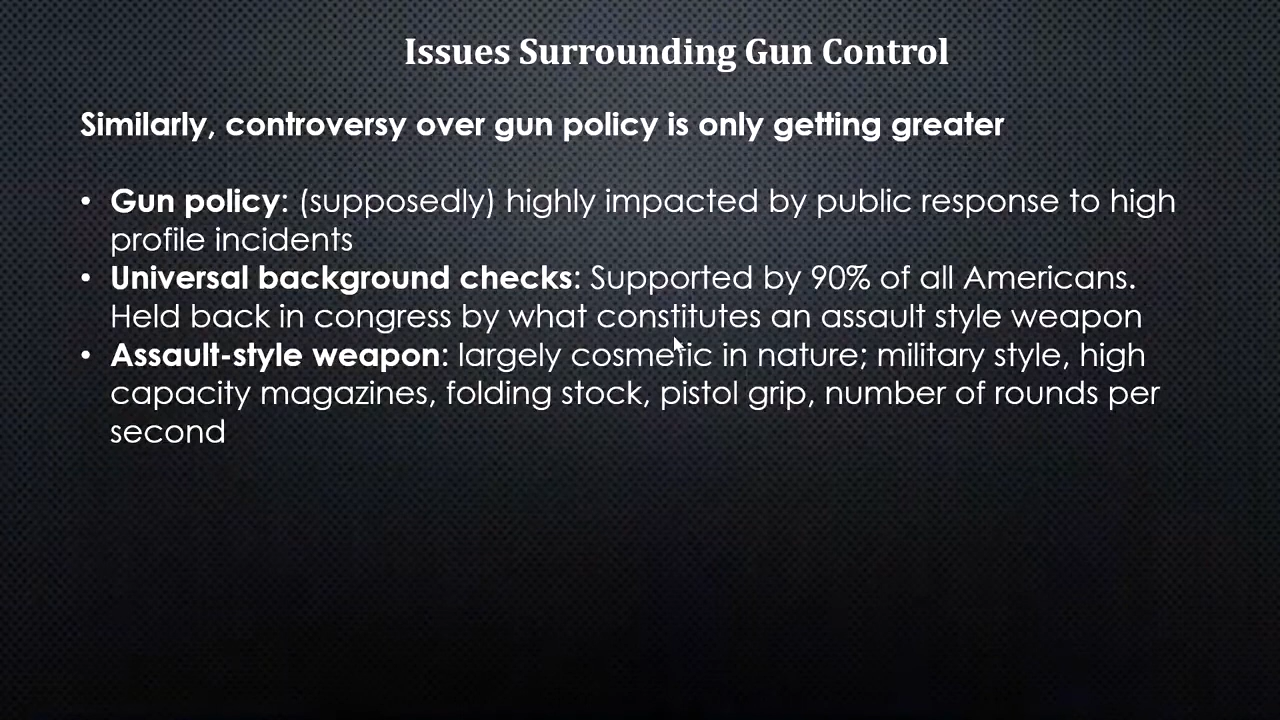 Issues Surrounding Gun Control
Similarly, controversy over gun policy is only getting greater
• Gun policy: (supposedly) highly impacted by public response to high
profile incidents
• Universal background checks: Supported by 90% of all Americans.
Held back in congress by what constitutes an assault style weapon
• Assault-style weapon: largely cosmetic in nature; military style, high
capacity magazines, folding stock, pistol grip, number of rounds per
second